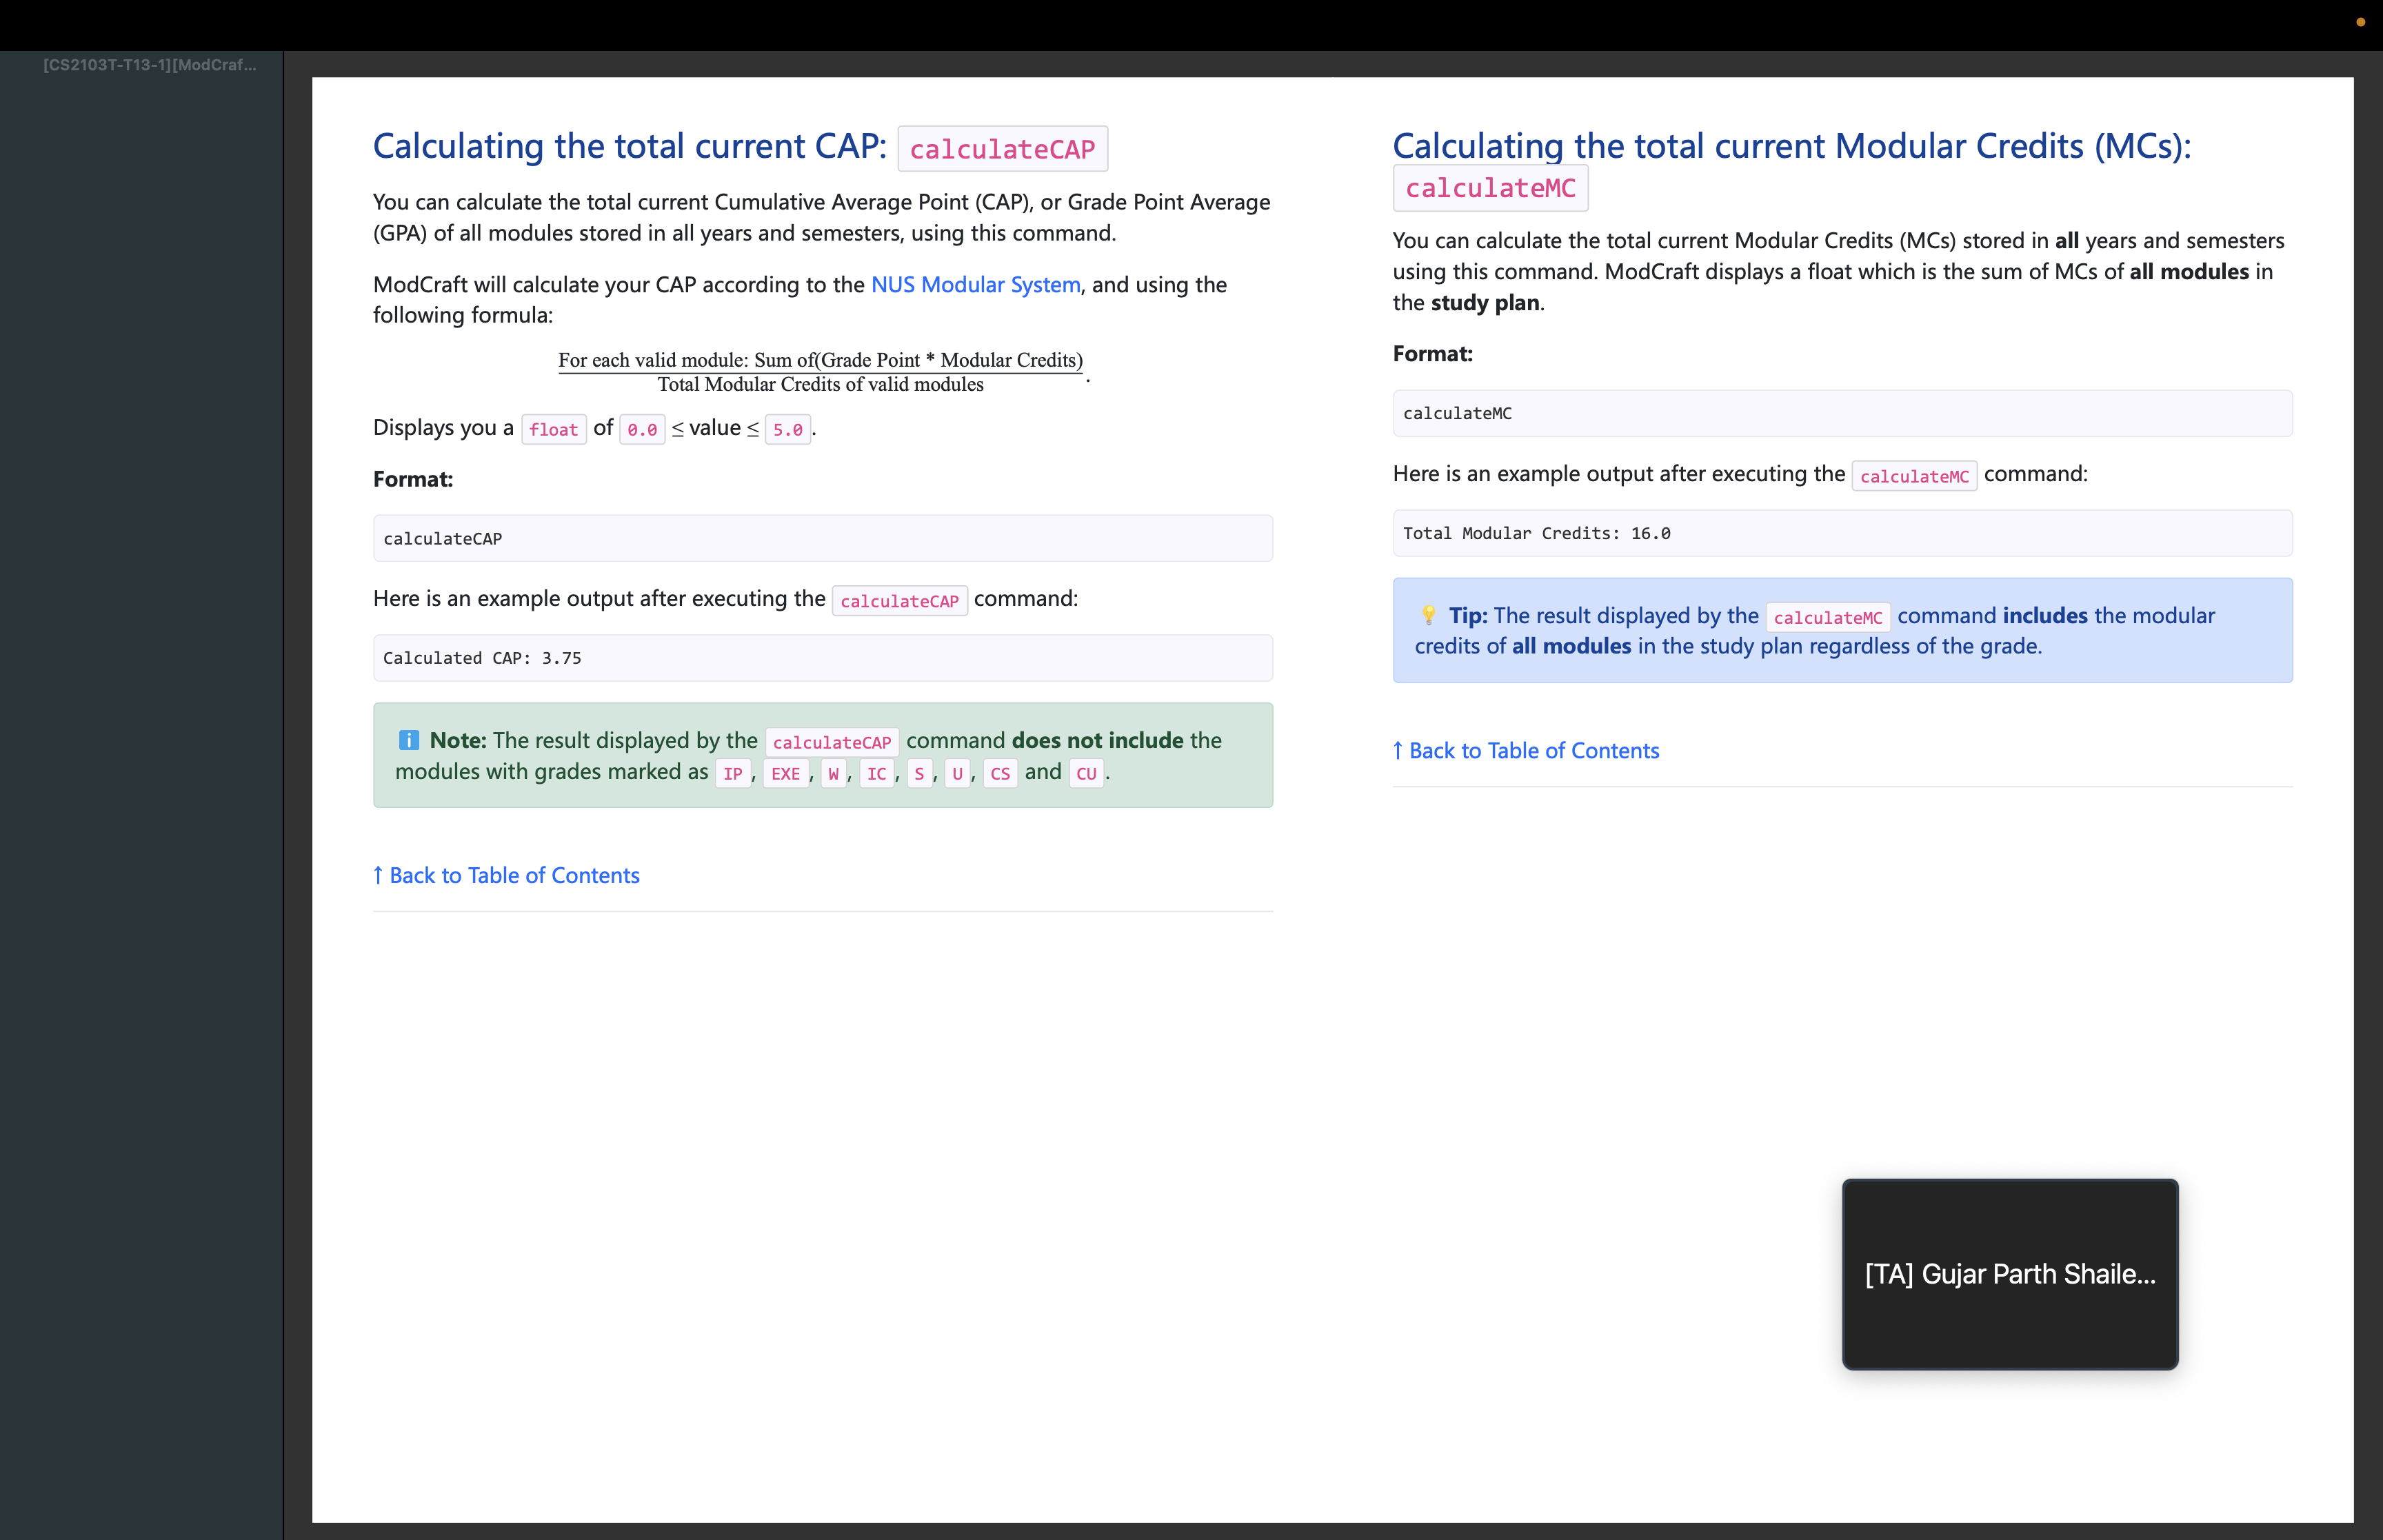 [CS2103T-T13-1][ModCraf...
Calculating the total current CAP: calculateCAP
You can calculate the total current Cumulative Average Point (CAP), or Grade Point Average
(GPA) of all modules stored in all years and semesters, using this command.
ModCraft will calculate your CAP according to the NUS Modular System, and using the
following formula:
For each valid module: Sum of(Grade Point * Modular Credits)
Total Modular Credits of valid modules .
Displays you a float of 0.0 ≤ value ≤ 5.0.
Format:
calculateCAP
Here is an example output after executing the calculateCAP command:
Calculated CAP: 3.75
ℹ️ Note: The result displayed by the calculateCAP command does not include the
modules with grades marked as IP, EXE, W, IC, S, U, CS and CU.
↑ Back to Table of Contents
Calculating the total current Modular Credits (MCs):
calculateMC
You can calculate the total current Modular Credits (MCs) stored in all years and semesters
using this command. ModCraft displays a float which is the sum of MCs of all modules in
the study plan.
Format:
calculateMC
Here is an example output after executing the calculateMC command:
Total Modular Credits: 16.0
💡 Tip: The result displayed by the calculateMC command includes the modular
credits of all modules in the study plan regardless of the grade.
↑ Back to Table of Contents
[TA] Gujar Parth Shaile...